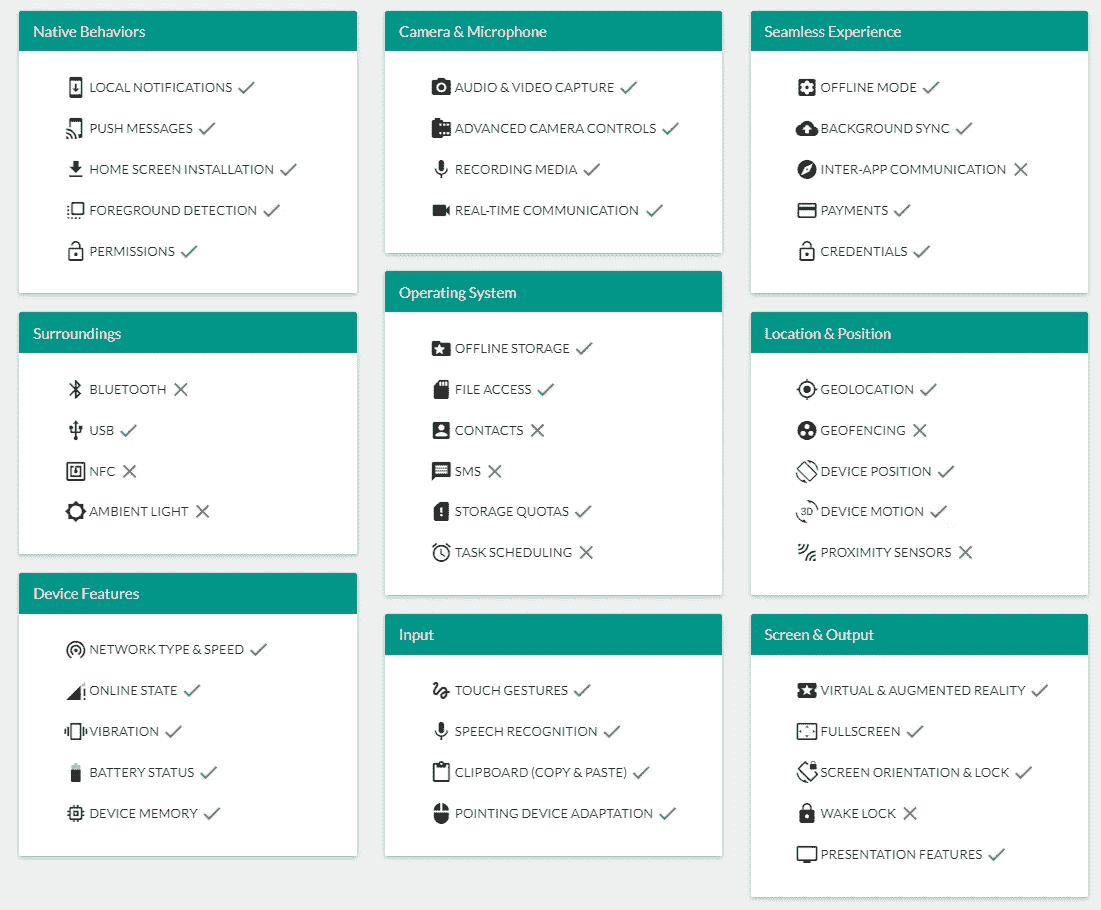 Native Behaviors
LOCAL NOTIFICATIONS
PUSH MESSAGES
HOME SCREEN INSTALLATION
FOREGROUND DETECTION
PERMISSIONS
Surroundings
BLUETOOTH
USB
NFC
AMBIENT LIGHT
Device Features
NETWORK TYPE & SPEED
ONLINE STATE
VIBRATION
BATTERY STATUS
DEVICE MEMORY
Camera & Microphone
AUDIO & VIDEO CAPTURE
ADVANCED CAMERA CONTROLS
RECORDING MEDIA
REAL-TIME COMMUNICATION
Operating System
OFFLINE STORAGE
FILE ACCESS
CONTACTS
SMS
STORAGE QUOTAS
TASK SCHEDULING
Input
TOUCH GESTURES
SPEECH RECOGNITION
CLIPBOARD (COPY & PASTE)
POINTING DEVICE ADAPTATION
Seamless Experience
OFFLINE MODE
BACKGROUND SYNC
INTER-APP COMMUNICATION
PAYMENTS
CREDENTIALS
Location & Position
GEOLOCATION
GEOFENCING
DEVICE POSITION
3D DEVICE MOTION
PROXIMITY SENSORS
Screen & Output
VIRTUAL & AUGMENTED REALITY
FULLSCREEN
SCREEN ORIENTATION & LOCK
WAKE LOCK
PRESENTATION FEATURES